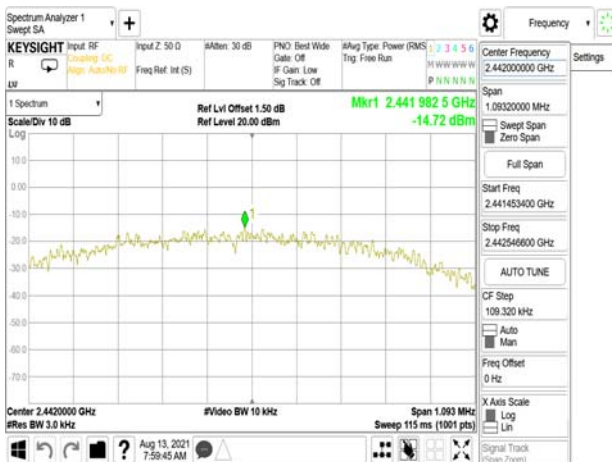 Spectrum Analyzer 1
Swept SA
Frequency
KEYSIGHT
R
LW
Input: RF
Coupling: DC
Align: Auto/No RF
Input Z: 50 Ω
Freq Ref: Int (S)
#Atten: 30 dB
PNO: Best Wide
Gate: Off
IF Gain: Low
Sig Track: Off
#Avg Type: Power (RMS
Trig: Free Run
1 2 3 4 5 6
M W W W W W
P N N N N N
Center Frequency
2.442000000 GHz
Settings
Span
1.09320000 MHz
Swept Span
Zero Span
Full Span
Start Freq
2.441453400 GHz
Stop Freq
2.442546600 GHz
AUTO TUNE
CF Step
109.320 kHz
Auto
Man
Freq Offset
0 Hz
X Axis Scale
Log
Lin
Signal Track
(Span Zoom)
1 Spectrum
Scale/Div 10 dB
Ref Lvl Offset 1.50 dB
Ref Level 20.00 dBm
Mkr1 2.441 982 5 GHz
-14.72 dBm
Log
10.0
0.00
-10.0
-20.0
-30.0
-40.0
-50.0
-60.0
-70.0
1
Center 2.4420000 GHz
#Res BW 3.0 kHz
#Video BW 10 kHz
Span 1.093 MHz
Sweep 115 ms (1001 pts)
?
Aug 13, 2021
7:59:45 AM